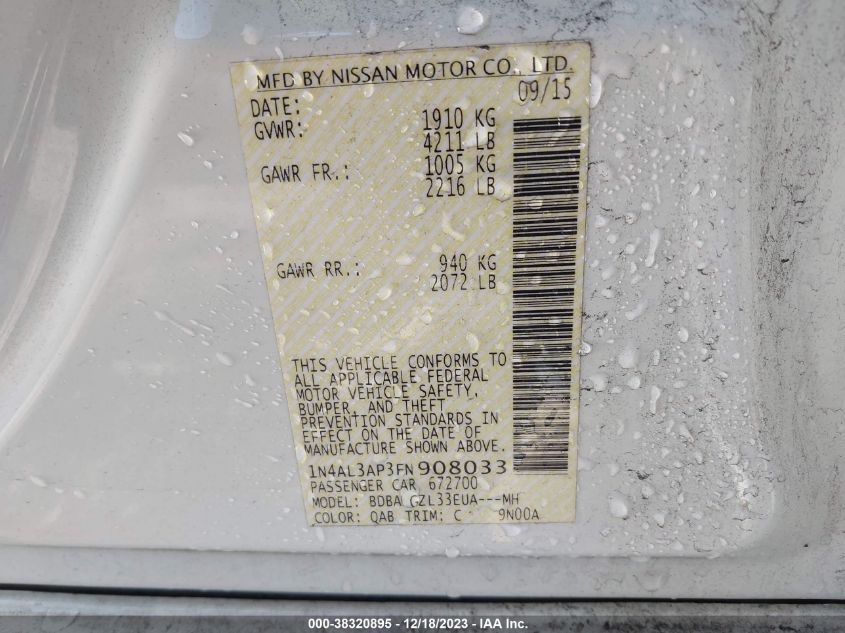 MFD BY NISSAN MOTOR CO., LTD.
DATE: 09/15
GVWR: 1910 KG
4211 LB
GAWR FR.: 1005 KG
2216 LB
GAWR RR.: 940 KG
2072 LB
THIS VEHICLE CONFORMS TO
ALL APPLICABLE FEDERAL
MOTOR VEHICLE SAFETY,
BUMPER, AND THEFT
PREVENTION STANDARDS IN
EFFECT ON THE DATE OF
MANUFACTURE SHOWN ABOVE.
1N4AL3AP3FN908033
PASSENGER CAR 672700
MODEL: BDBA GZL33EUA---MH
COLOR: QAB TRIM: C 9N00A
000-38320895 - 12/18/2023 - IAA Inc.